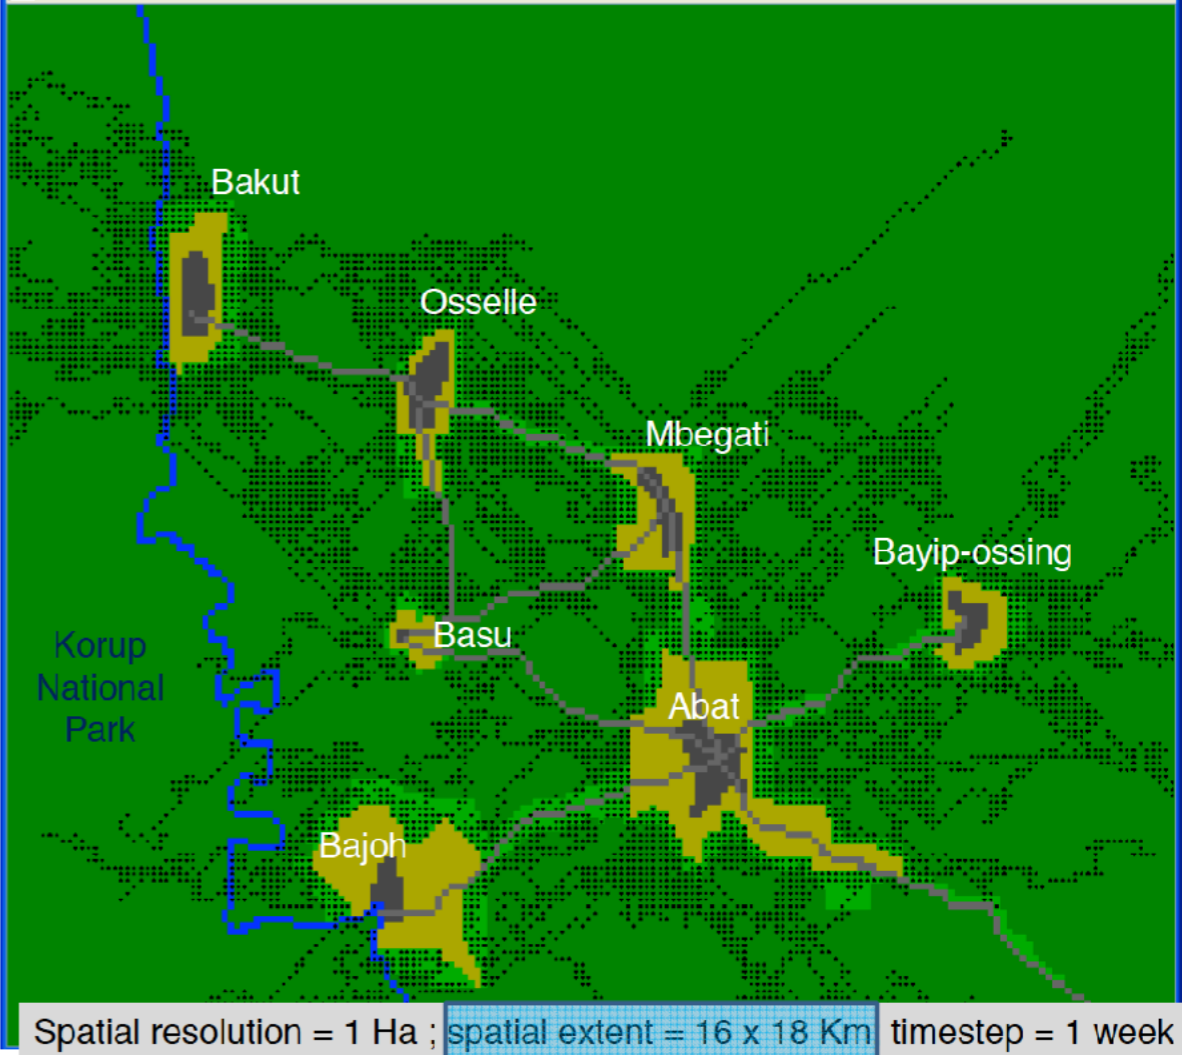 Bakut
Osselle
Mbegati
Bayip-ossing
Basu
Korup
National
Park
Abat
Bajoh
Spatial resolution = 1 Ha ; spatial extent = 16 x 18 Km timestep = 1 week